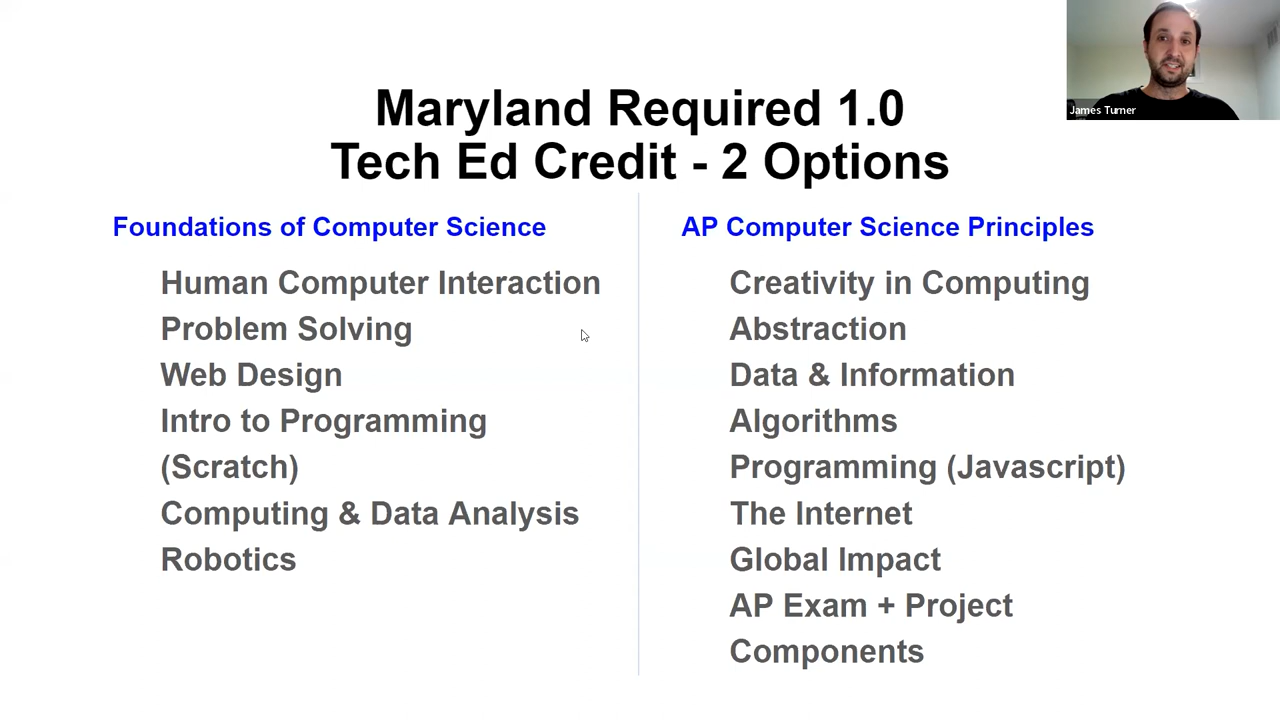 Maryland Required 1.0
Tech Ed Credit - 2 Options
James Turner
Foundations of Computer Science
Human Computer Interaction
Problem Solving
Web Design
Intro to Programming
(Scratch)
Computing & Data Analysis
Robotics
AP Computer Science Principles
Creativity in Computing
Abstraction
Data & Information
Algorithms
Programming (Javascript)
The Internet
Global Impact
AP Exam + Project
Components